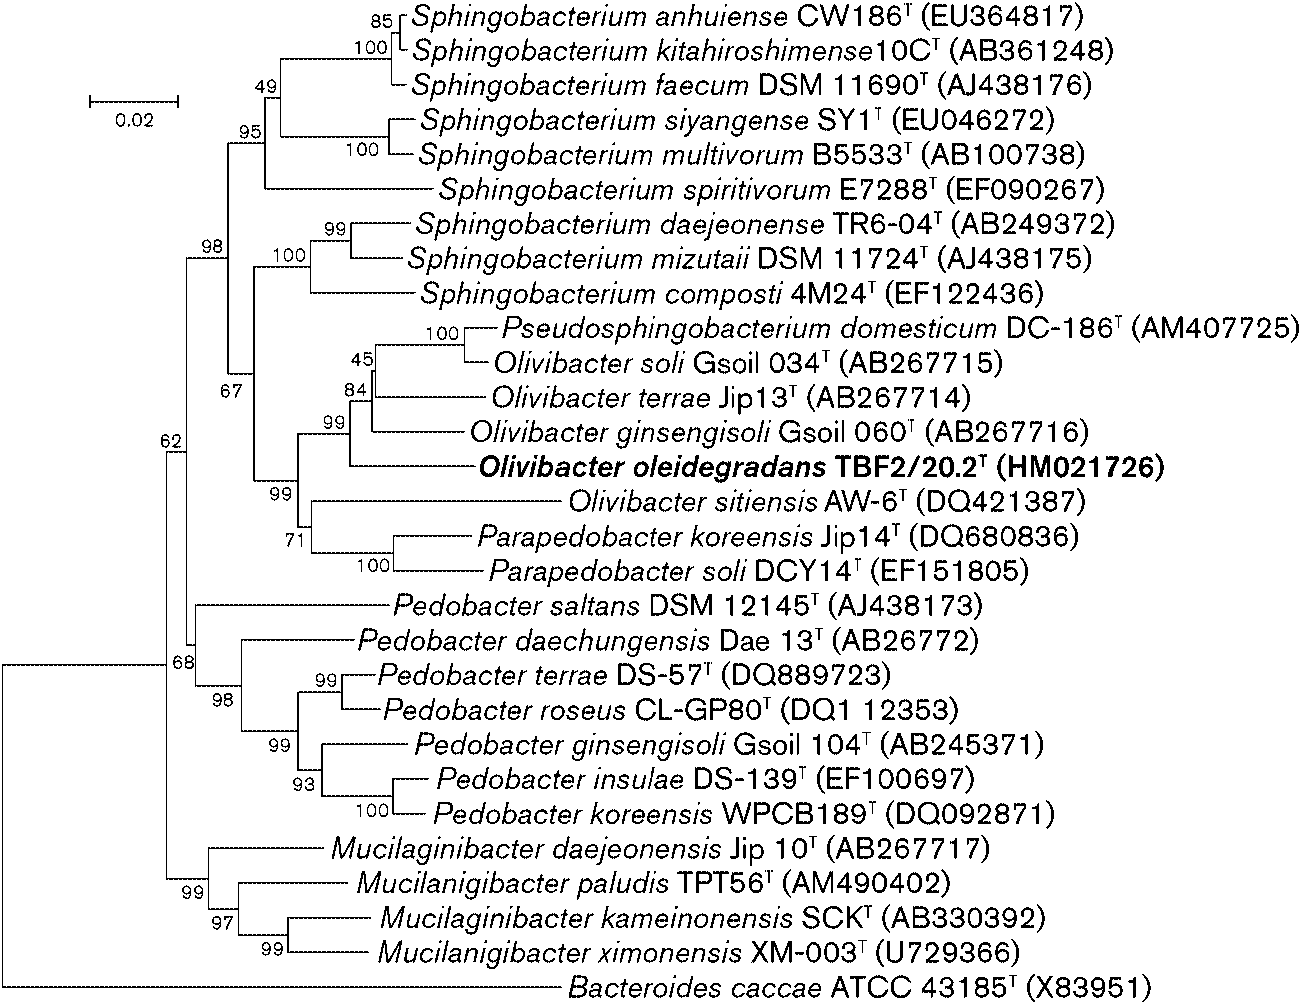 85 Sphingobacterium anhuiense CW186ᵀ (EU364817)
100 Sphingobacterium kitahiroshimense10Cᵀ (AB361248)
49 Sphingobacterium faecum DSM 11690ᵀ (AJ438176)
0.02
Sphingobacterium siyangense SY1ᵀ (EU046272)
95 100 Sphingobacterium multivorum B5533ᵀ (AB100738)
Sphingobacterium spiritivorum E7288ᵀ (EF090267)
99 Sphingobacterium daejeonense TR6-04ᵀ (AB249372)
98 100 Sphingobacterium mizutaii DSM 11724ᵀ (AJ438175)
Sphingobacterium composti 4M24ᵀ (EF122436)
100 Pseudosphingobacterium domesticum DC-186ᵀ (AM407725)
45 Olivibacter soli Gsoil 034ᵀ (AB267715)
67 84 Olivibacter terrae Jip13ᵀ (AB267714)
99 Olivibacter ginsengisoli Gsoil 060ᵀ (AB267716)
62 Olivibacter oleidegradans TBF2/20.2ᵀ (HM021726)
99 Olivibacter sitiensis AW-6ᵀ (DQ421387)
71 Parapedobacter koreensis Jip14ᵀ (DQ680836)
100 Parapedobacter soli DCY14ᵀ (EF151805)
Pedobacter saltans DSM 12145ᵀ (AJ438173)
Pedobacter daechungensis Dae 13ᵀ (AB26772)
68 99 Pedobacter terrae DS-57ᵀ (DQ889723)
98 Pedobacter roseus CL-GP80ᵀ (DQ1 12353)
99 Pedobacter ginsengisoli Gsoil 104ᵀ (AB245371)
93 Pedobacter insulae DS-139ᵀ (EF100697)
100 Pedobacter koreensis WPCB189ᵀ (DQ092871)
Mucilaginibacter daejeonensis Jip 10ᵀ (AB267717)
99 Mucilanigibacter paludis TPT56ᵀ (AM490402)
97 Mucilaginibacter kameinonensis SCKᵀ (AB330392)
99 Mucilanigibacter ximonensis XM-003ᵀ (U729366)
Bacteroides caccae ATCC 43185ᵀ (X83951)